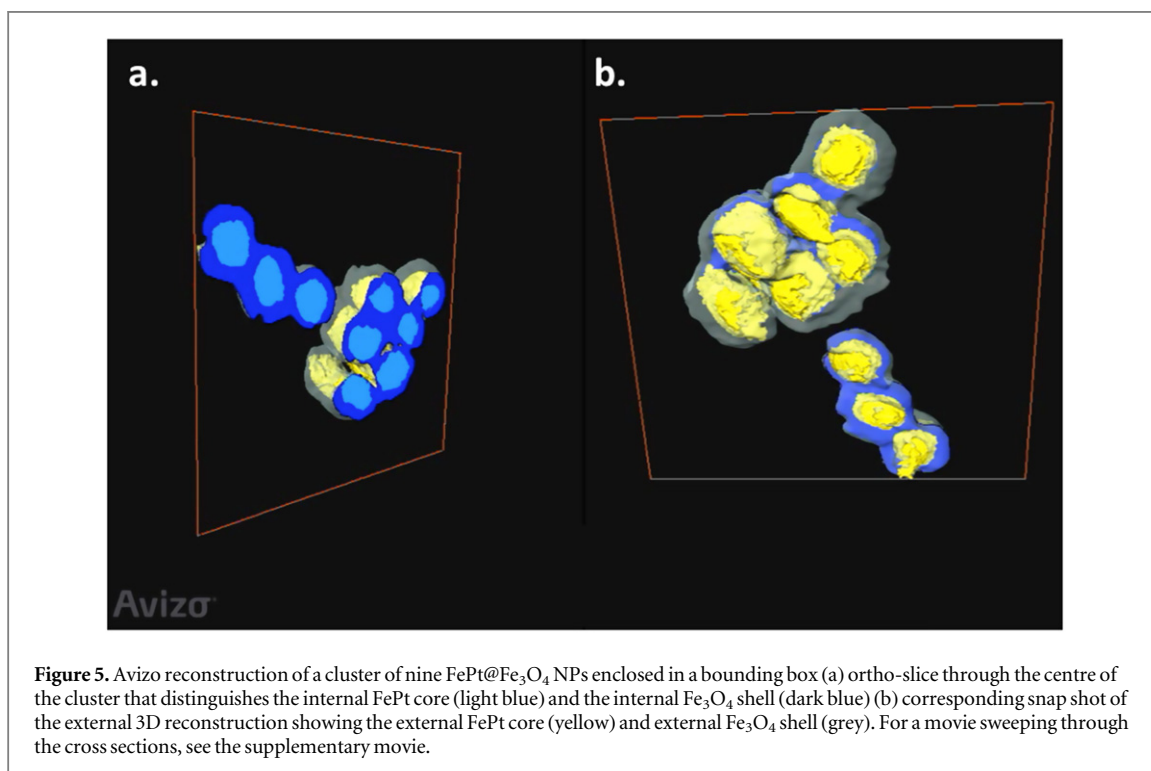 a.
b.
Avizo
Figure 5. Avizo reconstruction of a cluster of nine FePt@Fe₃O₄ NPs enclosed in a bounding box (a) ortho-slice through the centre of
the cluster that distinguishes the internal FePt core (light blue) and the internal Fe₃O₄ shell (dark blue) (b) corresponding snap shot of
the external 3D reconstruction showing the external FePt core (yellow) and external Fe₃O₄ shell (grey). For a movie sweeping through
the cross sections, see the supplementary movie.